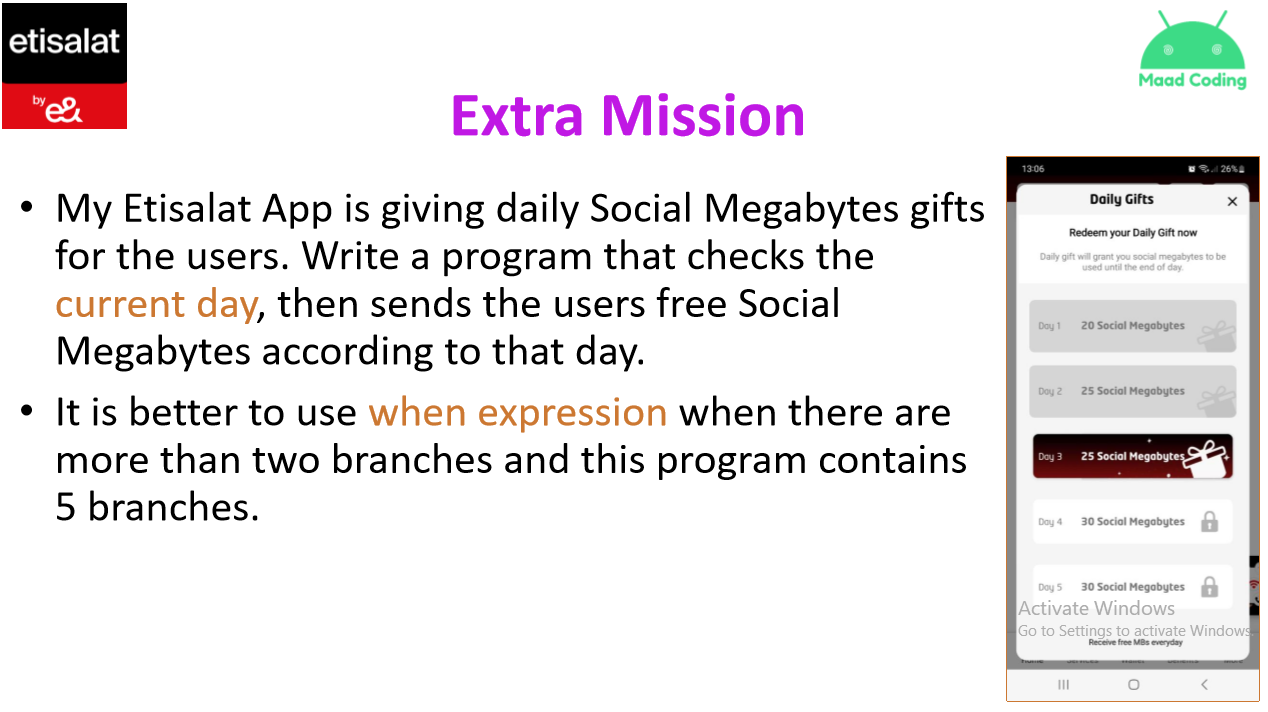 etisalat
by e&
Maad Coding
Extra Mission
• My Etisalat App is giving daily Social Megabytes gifts
for the users. Write a program that checks the
current day, then sends the users free Social
Megabytes according to that day.
• It is better to use when expression when there are
more than two branches and this program contains
5 branches.
13:06
26%
Daily Gifts
Redeem your Daily Gift now
Daily gift will grant you social megabytes to be
used until the end of day.
Day 1 20 Social Megabytes
Day 2 25 Social Megabytes
Day 3 25 Social Megabytes
Day 4 30 Social Megabytes
Day 5 30 Social Megabytes
Activate Windows
Go to Settings to activate Windows.
Receive free MBs everyday